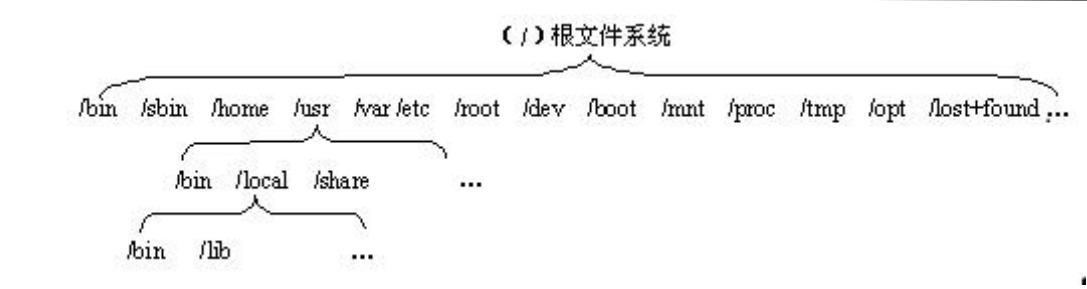 (/)根文件系统
/bin /sbin /home /usr /var /etc /root /dev /boot /mnt /proc /tmp /opt /lost+found ...
/bin /local /share ...
/bin /lib ...